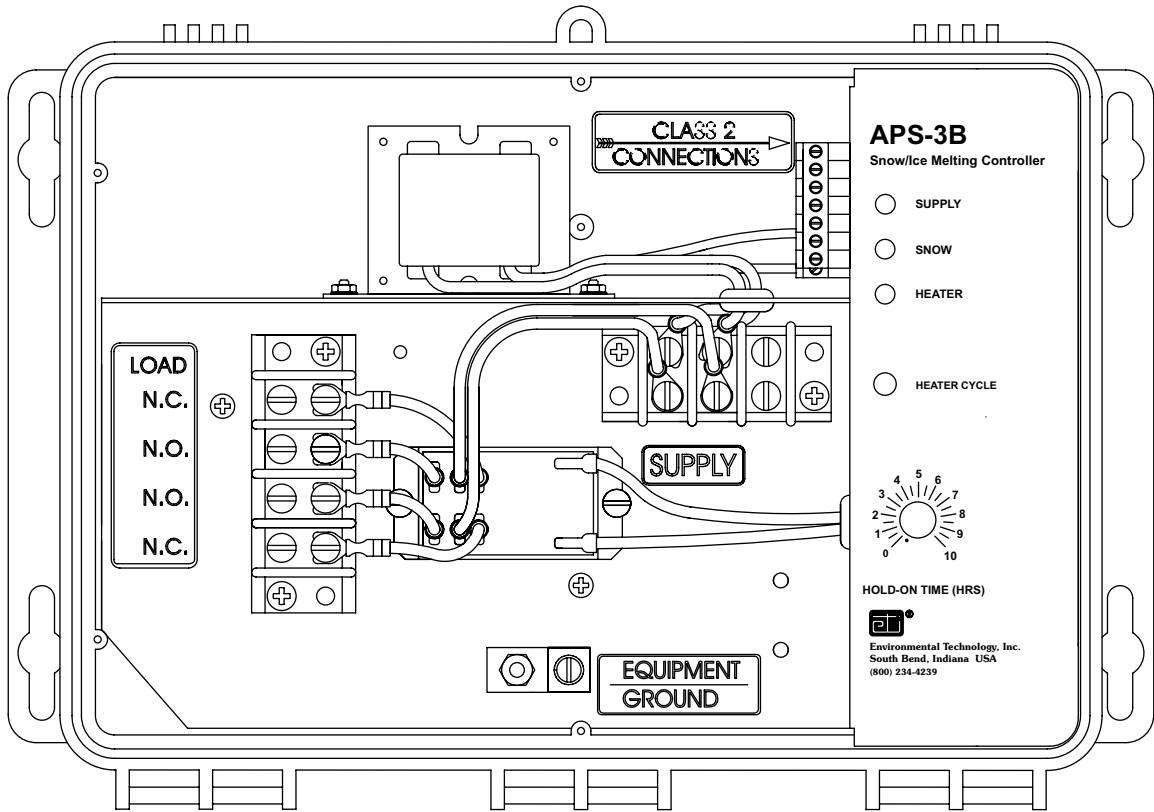 CLASS 2
CONNECTIONS
APS-3B
Snow/Ice Melting Controller
SUPPLY
SNOW
HEATER
HEATER CYCLE
LOAD
N.C.
N.O.
N.O.
N.C.
SUPPLY
0
1
2
3
4
5
6
7
8
9
10
HOLD-ON TIME (HRS)
eti®
Environmental Technology, Inc.
South Bend, Indiana USA
(800) 234-4239
EQUIPMENT
GROUND